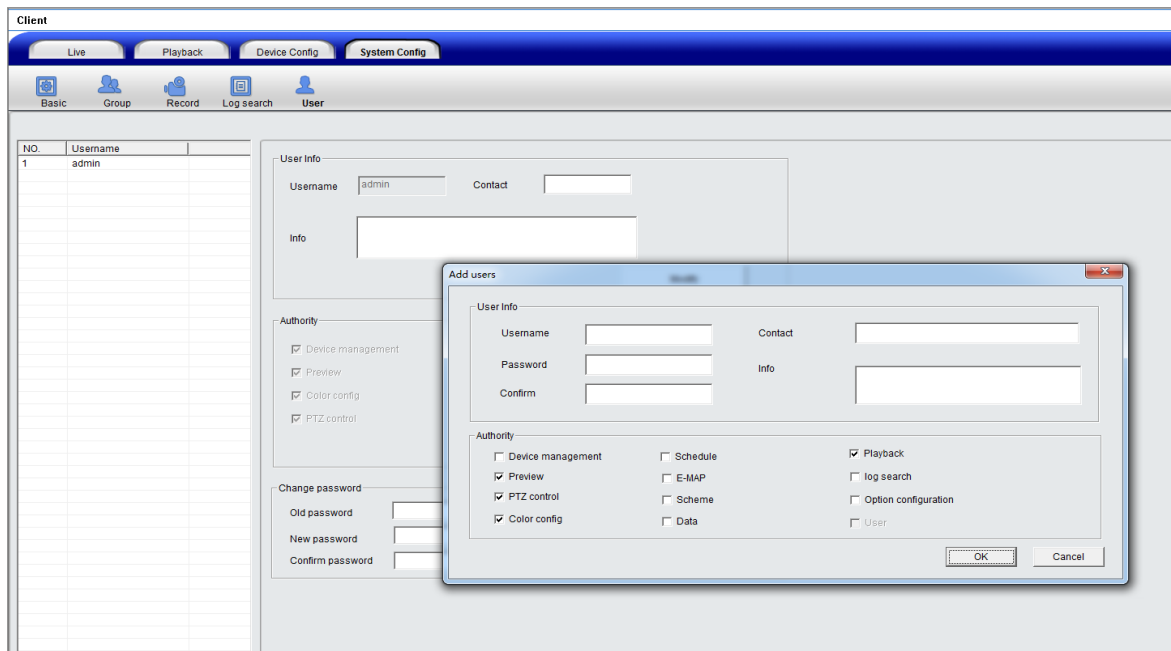 Client
Live Playback Device Config System Config
Basic Group Record Log search User
NO. Username
1 admin
User Info
Username admin Contact
Info
Authority
Device management
Preview
Color config
PTZ control
Change password
Old password
New password
Confirm password
Add users
User Info
Username Contact
Password Info
Confirm
Authority
Device management Schedule Playback
Preview E-MAP log search
PTZ control Scheme Option configuration
Color config Data User
OK Cancel